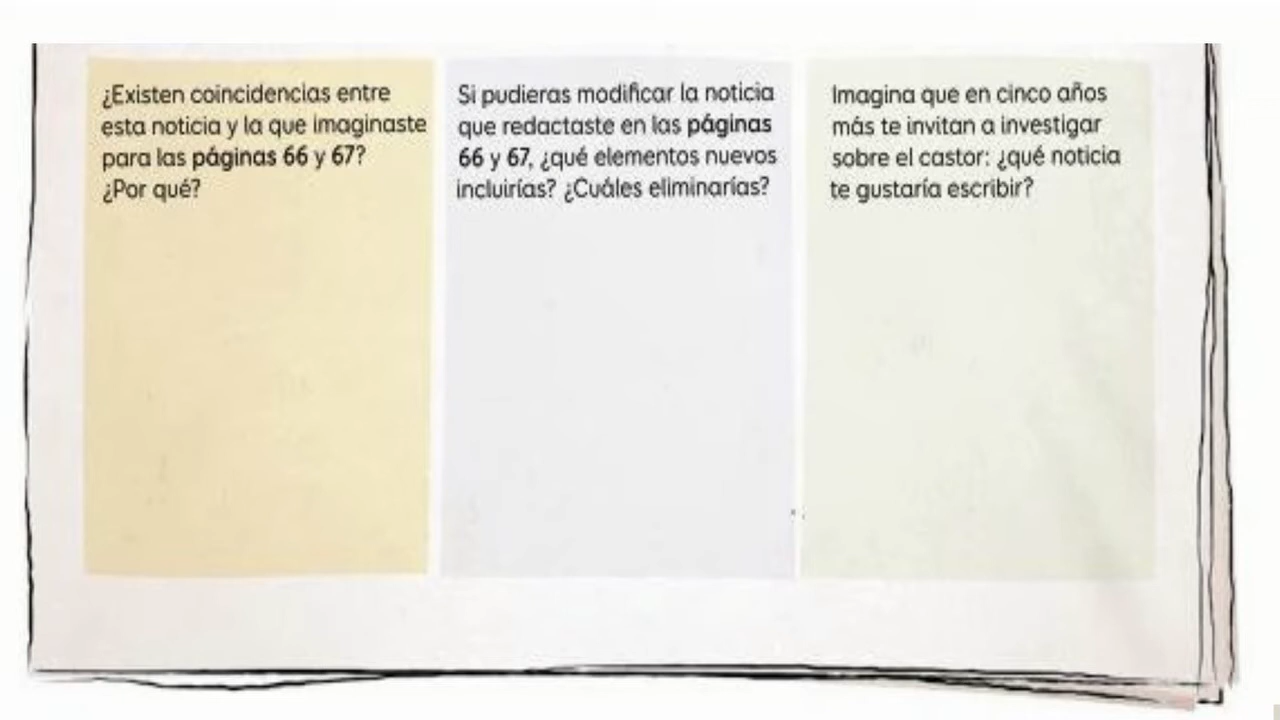 ¿Existen coincidencias entre
esta noticia y la que imaginaste
para las páginas 66 y 67?
¿Por qué?
Si pudieras modificar la noticia
que redactaste en las páginas
66 y 67, ¿qué elementos nuevos
incluirías? ¿Cuáles eliminarías?
Imagina que en cinco años
más te invitan a investigar
sobre el castor: ¿qué noticia
te gustaría escribir?